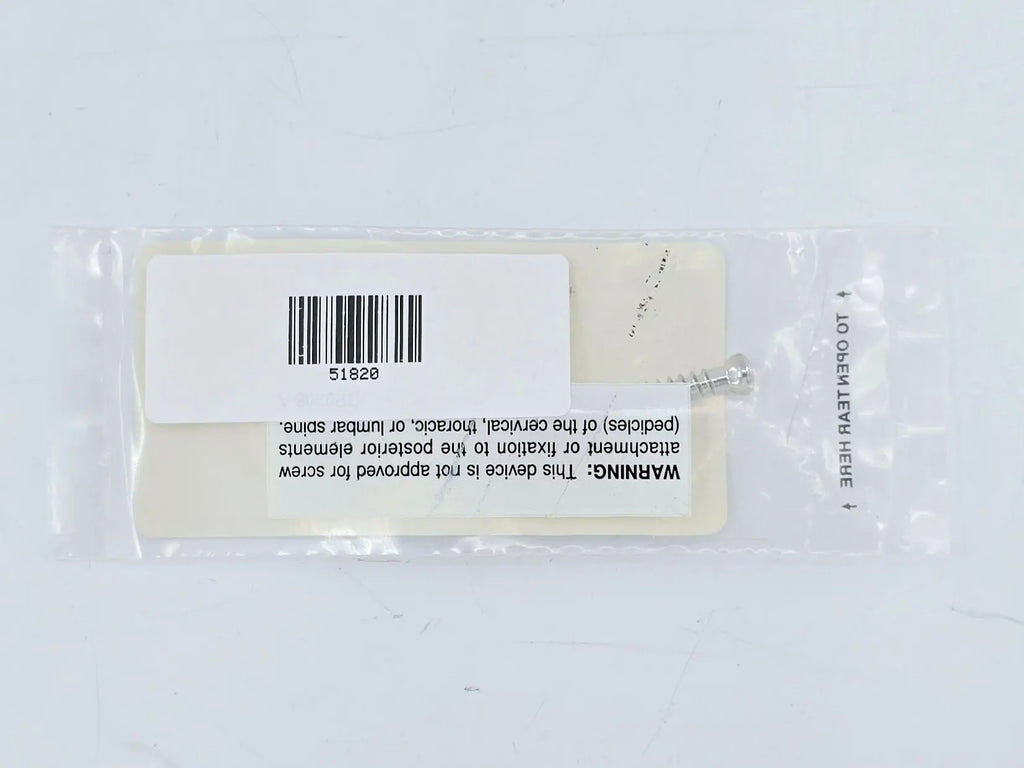 51820
WARNING: This device is not approved for screw
attachment or fixation to the posterior elements
(pedicles) of the cervical, thoracic, or lumbar spine.
TO OPEN TEAR HERE